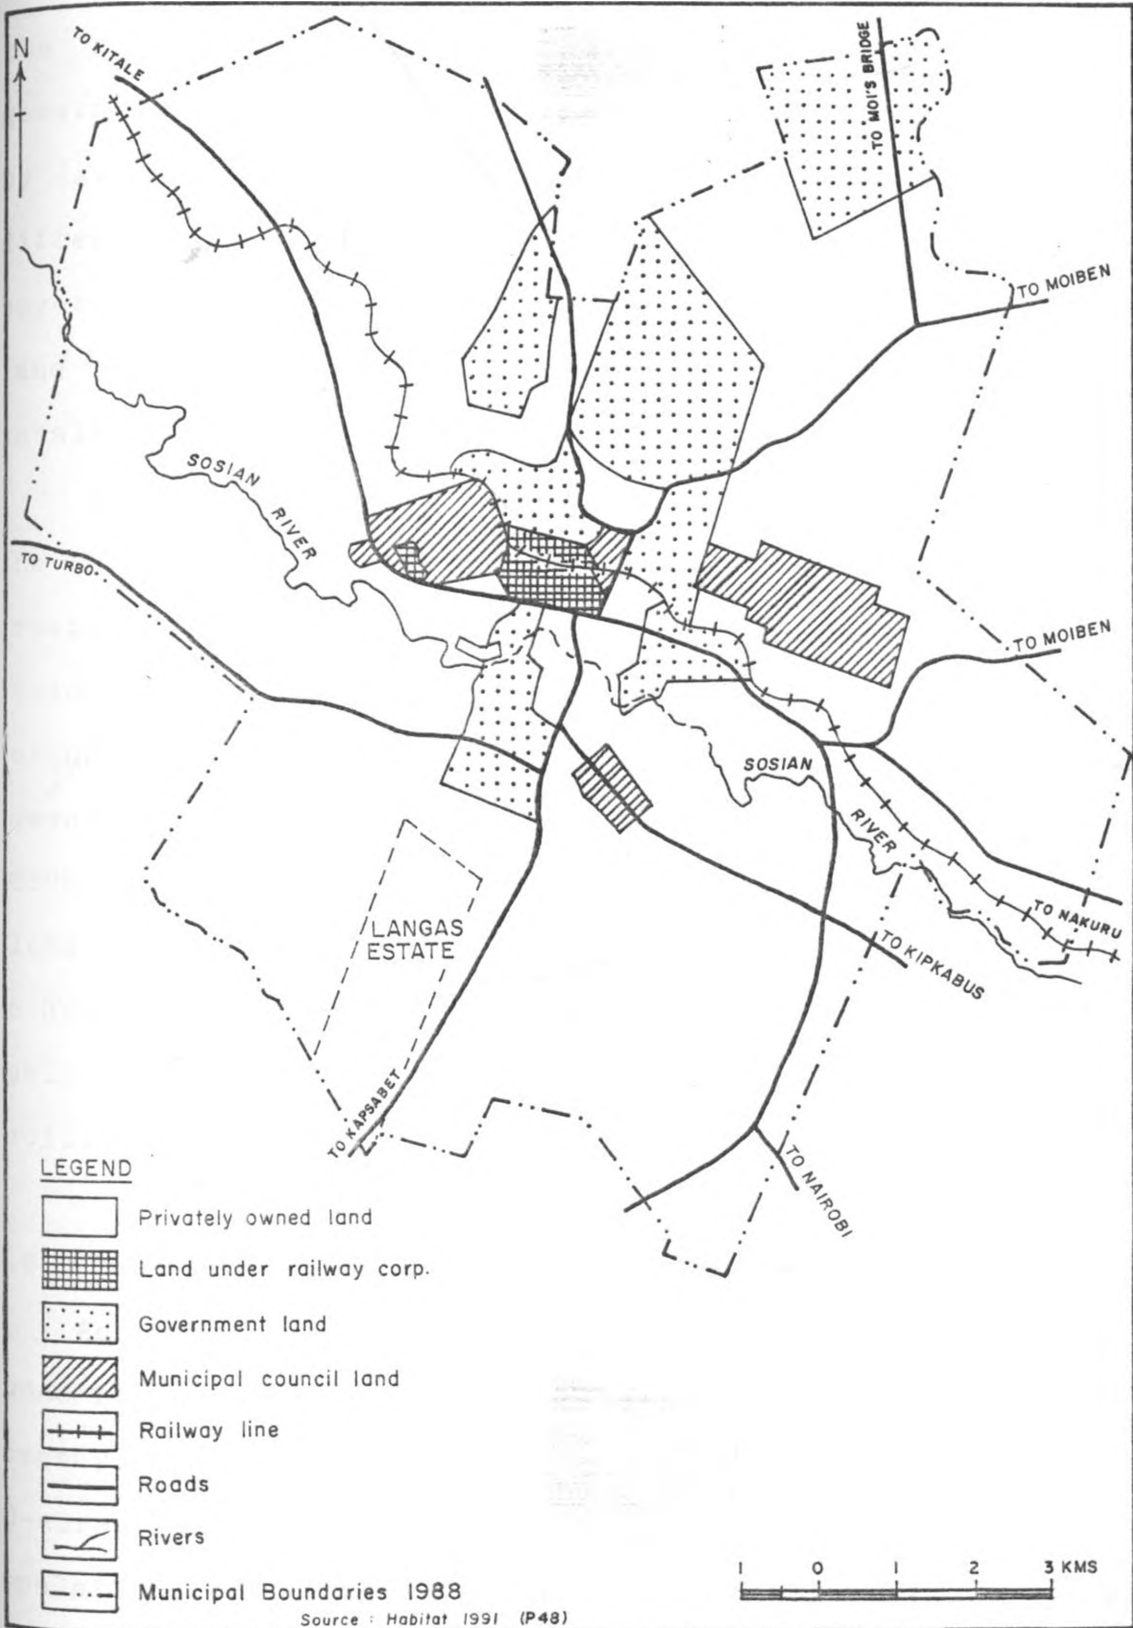 N
TO KITALE
TO MOI'S BRIDGE
TO MOIBEN
SOSIAN
RIVER
TO TURBO
TO MOIBEN
SOSIAN
RIVER
LANGAS
ESTATE
TO NAKURU
TO KIPKABUS
TO KAPSABET
TO NAIROBI
LEGEND
Privately owned land
Land under railway corp.
Government land
Municipal council land
Railway line
Roads
Rivers
Municipal Boundaries 1988
1 0 1 2 3 KMS
Source : Habitat 1991 (P48)